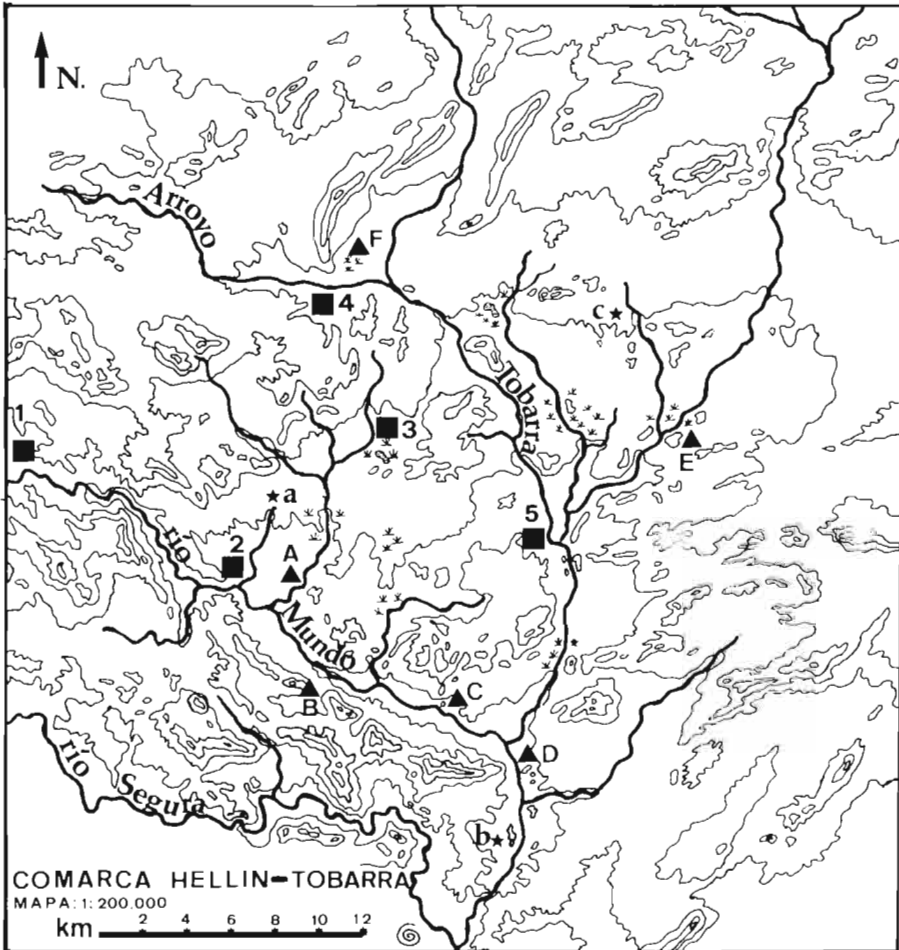 N.
Arroyo
F
4
c
Tobarra
1
3
E
a
5
río
2
A
Mundo
B
C
D
río
Segura
b
COMARCA HELLIN-TOBARRA
MAPA: 1:200.000
2 4 6 8 10 12
km